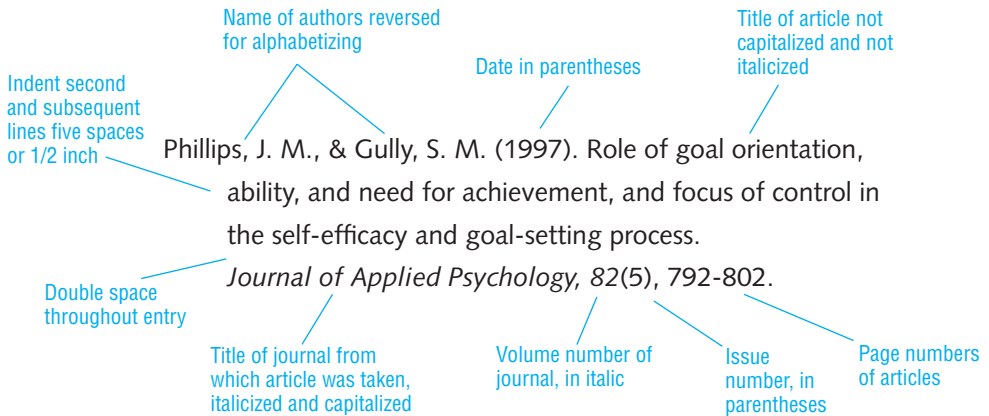 Name of authors reversed
for alphabetizing
Title of article not
capitalized and not
italicized
Date in parentheses
Indent second
and subsequent
lines five spaces
or 1/2 inch
Phillips, J. M., & Gully, S. M. (1997). Role of goal orientation,
ability, and need for achievement, and focus of control in
the self-efficacy and goal-setting process.
Journal of Applied Psychology, 82(5), 792-802.
Double space
throughout entry
Title of journal from
which article was taken,
italicized and capitalized
Volume number of
journal, in italic
Issue
number, in
parentheses
Page numbers
of articles